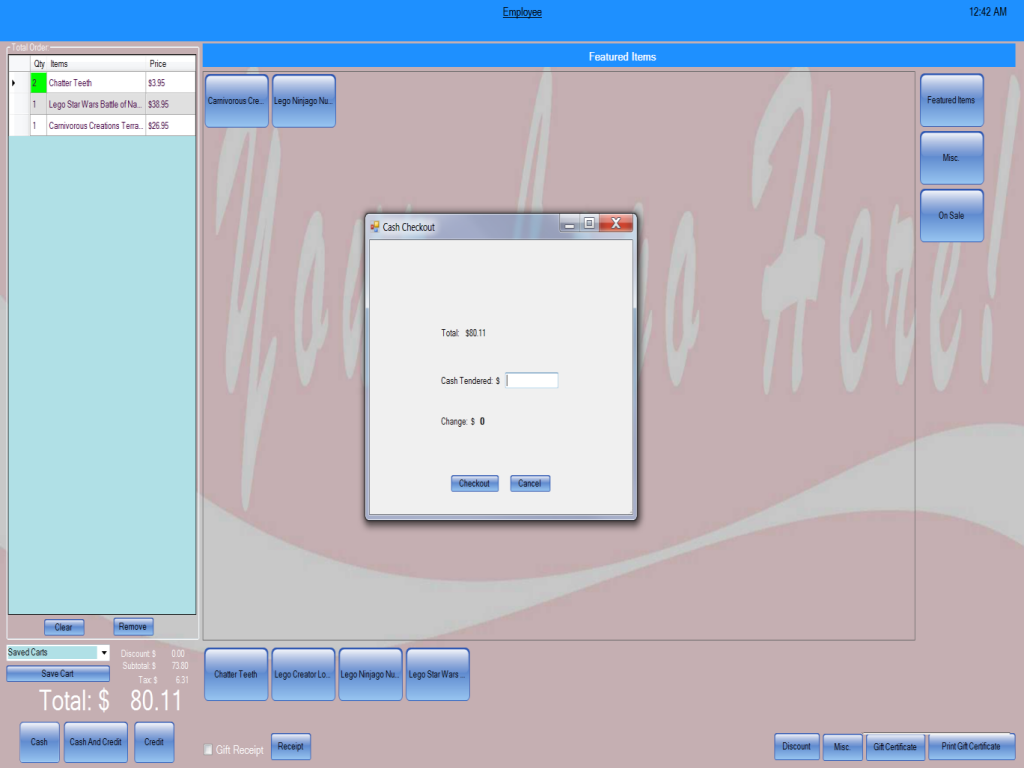 Employee
12:42 AM
Total Order:
Qty Items Price
2 Chatter Teeth $3.95
1 Lego Star Wars Battle of Na... $38.95
1 Carnivorous Creations Terra... $26.95
Clear
Remove
Saved Carts
Save Cart
Discount $ 0.00
Subtotal $ 73.80
Tax $ 6.31
Total: $ 80.11
Cash
Cash And Credit
Credit
Featured Items
Carnivorous Cre...
Lego Ninjago Nu...
Featured Items
Misc.
On Sale
Cash Checkout
Total: $80.11
Cash Tendered: $
Change: $ 0
Checkout
Cancel
Here!
Chatter Teeth
Lego Creator Lo...
Lego Ninjago Nu...
Lego Star Wars ...
Gift Receipt
Receipt
Discount
Misc.
Gift Certificate
Print Gift Certificate